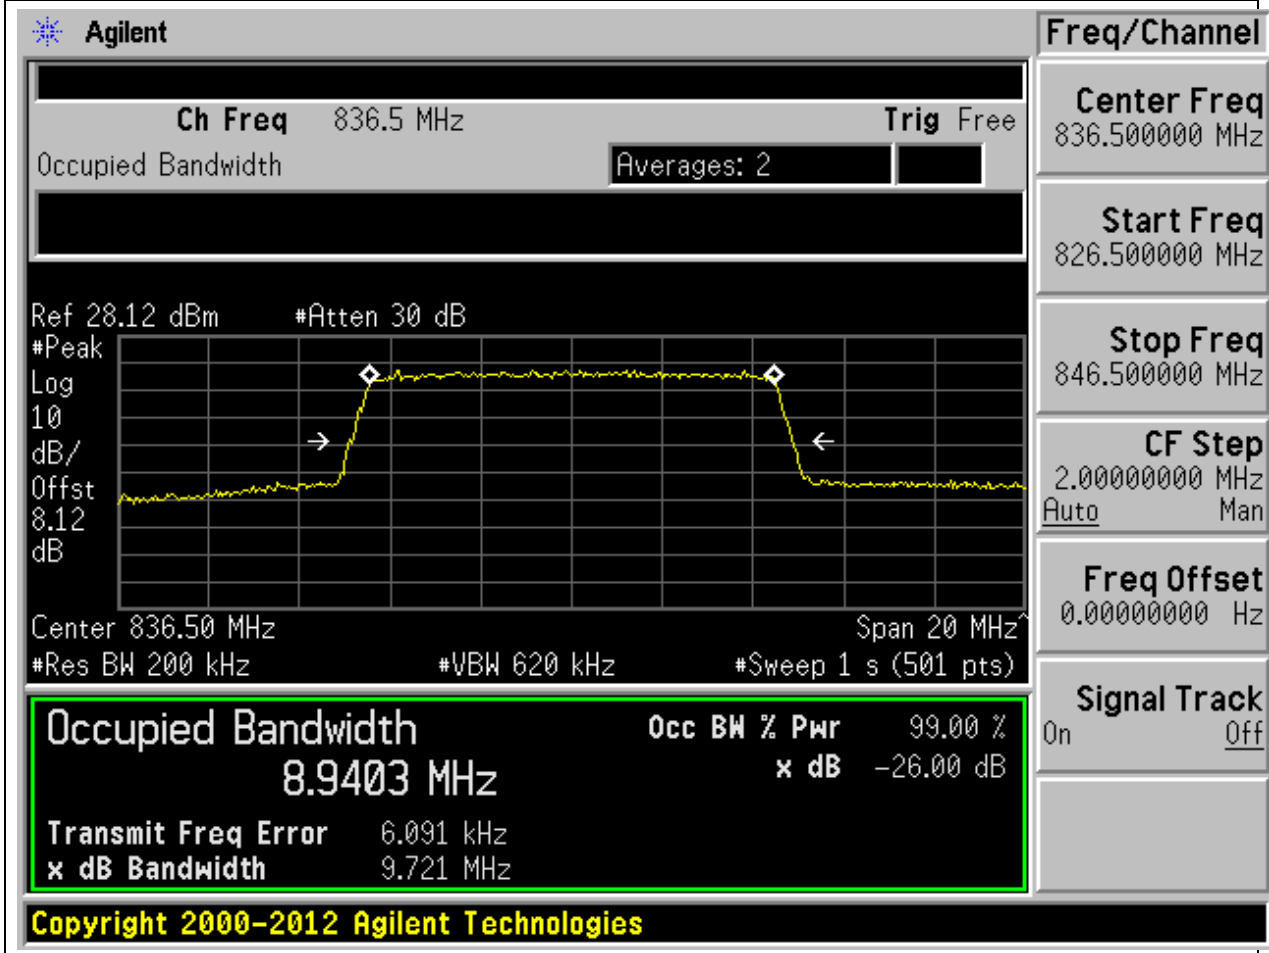 Agilent
Freq/Channel
Ch Freq 836.5 MHz Trig Free
Occupied Bandwidth Averages: 2
Center Freq
836.500000 MHz
Start Freq
826.500000 MHz
Stop Freq
846.500000 MHz
CF Step
2.00000000 MHz
Auto Man
Freq Offset
0.00000000 Hz
Signal Track
On Off
Ref 28.12 dBm #Atten 30 dB
#Peak
Log
10
dB/
Offst
8.12
dB
Center 836.50 MHz Span 20 MHz^
#Res BW 200 kHz #VBW 620 kHz #Sweep 1 s (501 pts)
Occupied Bandwidth
8.9403 MHz
Occ BW % Pwr 99.00 %
x dB -26.00 dB
Transmit Freq Error 6.091 kHz
x dB Bandwidth 9.721 MHz
Copyright 2000-2012 Agilent Technologies